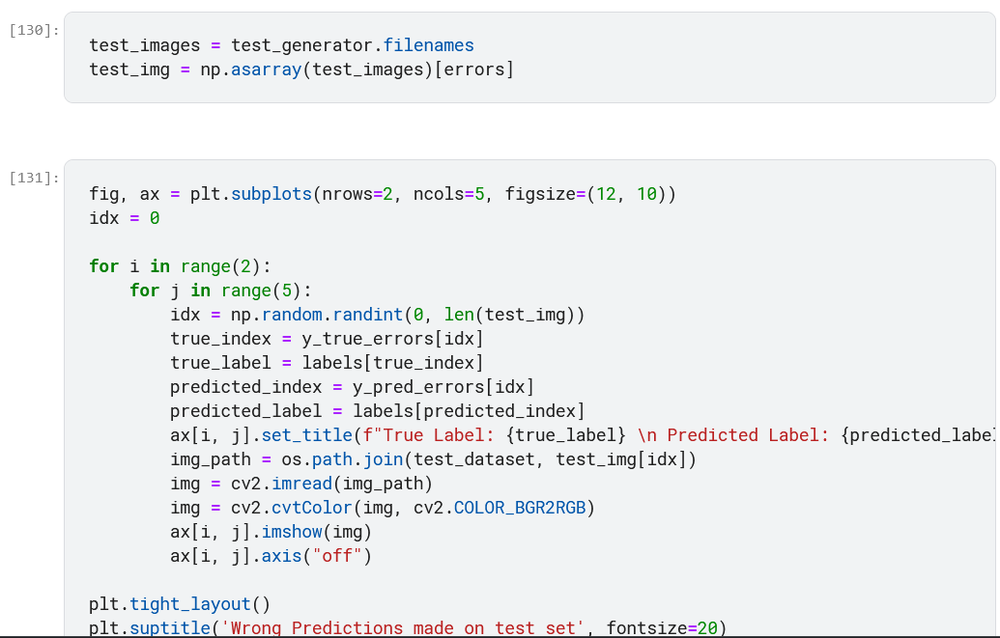 [130]:
test_images = test_generator.filenames
test_img = np.asarray(test_images)[errors]
[131]:
fig, ax = plt.subplots(nrows=2, ncols=5, figsize=(12, 10))
idx = 0
for i in range(2):
    for j in range(5):
        idx = np.random.randint(0, len(test_img))
        true_index = y_true_errors[idx]
        true_label = labels[true_index]
        predicted_index = y_pred_errors[idx]
        predicted_label = labels[predicted_index]
        ax[i, j].set_title(f"True Label: {true_label} \n Predicted Label: {predicted_label
        img_path = os.path.join(test_dataset, test_img[idx])
        img = cv2.imread(img_path)
        img = cv2.cvtColor(img, cv2.COLOR_BGR2RGB)
        ax[i, j].imshow(img)
        ax[i, j].axis("off")
plt.tight_layout()
plt.suptitle('Wrong Predictions made on test set', fontsize=20)